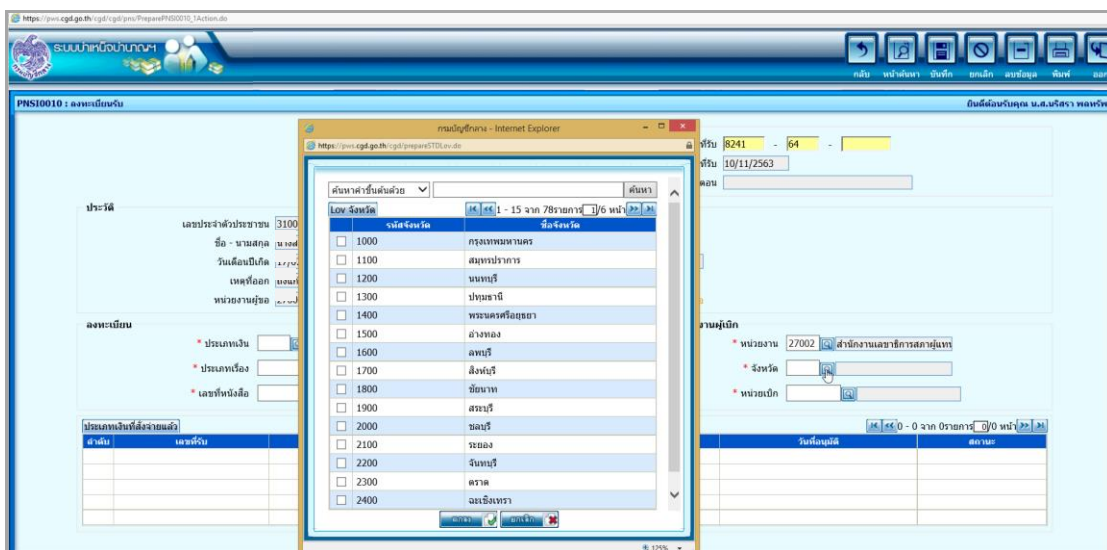 https://pws.cgd.go.th/cgd/cgd/pns/PreparePNSI0010_1Action.do
ระบบบำเหน็จบำนาญฯ
กลับ หน้าค้นหา บันทึก ยกเลิก ลบข้อมูล พิมพ์ ออก
PNSI0010 : ลงทะเบียนรับ
ยินดีต้อนรับคุณ น.ส.
กรมบัญชีกลาง - Internet Explorer
https://pws.cgd.go.th/cgd/prepareSTDLov.do
ที่รับ 8241 - 64 -
ที่รับ 10/11/2563
ตอน
ค้นหาคำขึ้นต้นด้วย ค้นหา
Lov จังหวัด 1 - 15 จาก 78รายการ 1/6 หน้า
รหัสจังหวัด ชื่อจังหวัด
1000 กรุงเทพมหานคร
1100 สมุทรปราการ
1200 นนทบุรี
1300 ปทุมธานี
1400 พระนครศรีอยุธยา
1500 อ่างทอง
1600 ลพบุรี
1700 สิงห์บุรี
1800 ชัยนาท
1900 สระบุรี
2000 ชลบุรี
2100 ระยอง
2200 จันทบุรี
2300 ตราด
2400 ฉะเชิงเทรา
ตกลง ยกเลิก
125%
ประวัติ
เลขประจำตัวประชาชน 3100
ชื่อ - นามสกุล
วันเดือนปีเกิด
เหตุที่ออก
หน่วยงานผู้ขอ
ลงทะเบียน
* ประเภทเงิน
* ประเภทเรื่อง
* เลขที่หนังสือ
งานผู้เบิก
* หน่วยงาน 27002 สำนักงานเลขาธิการสภาผู้แทน
* จังหวัด
* หน่วยเบิก
ประเภทเงินที่สั่งจ่ายแล้ว 0 - 0 จาก 0รายการ 0/0 หน้า
ลำดับ เลขที่รับ วันที่อนุมัติ สถานะ